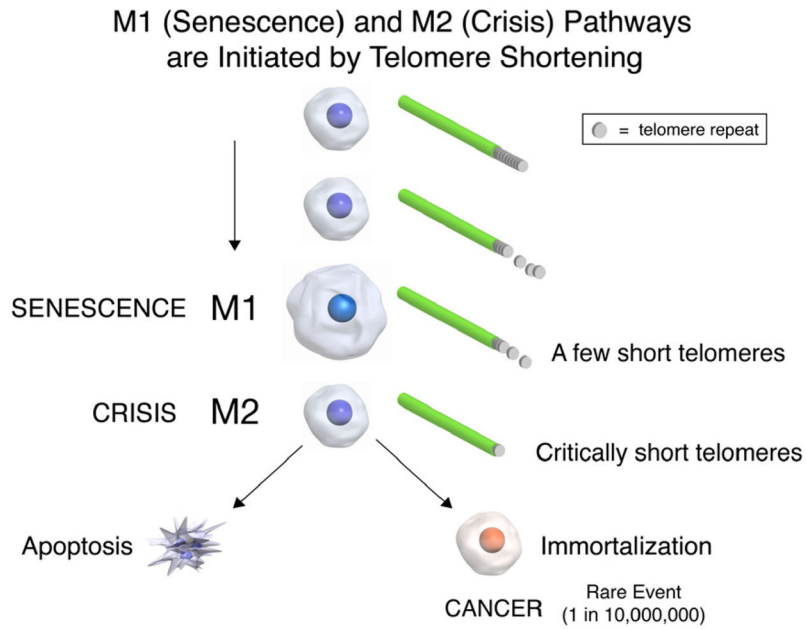 M1 (Senescence) and M2 (Crisis) Pathways
are Initiated by Telomere Shortening
= telomere repeat
SENESCENCE M1
A few short telomeres
CRISIS M2
Critically short telomeres
Apoptosis
Immortalization
CANCER
Rare Event
(1 in 10,000,000)